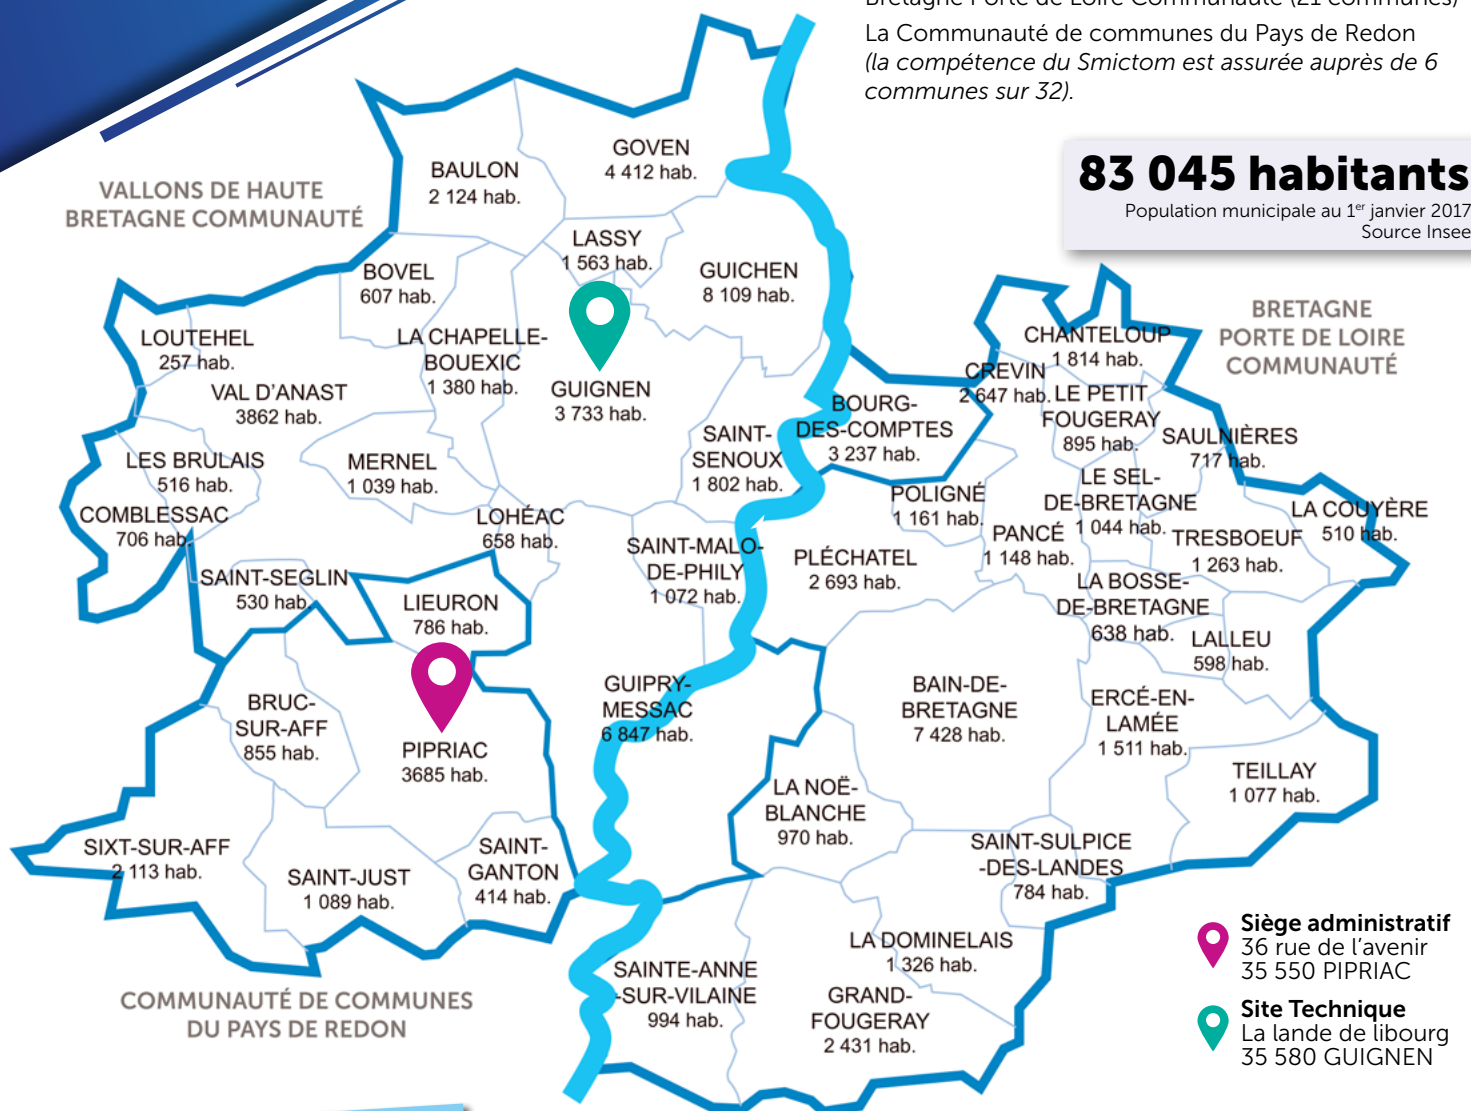 Bretagne Porte de Loire Communauté (21 communes)
La Communauté de communes du Pays de Redon
(la compétence du Smictom est assurée auprès de 6
communes sur 32).
83 045 habitants
Population municipale au 1er janvier 2017
Source Insee
VALLONS DE HAUTE
BRETAGNE COMMUNAUTÉ
BAULON
2 124 hab.
GOVEN
4 412 hab.
LASSY
1 563 hab.
GUICHEN
8 109 hab.
BOVEL
607 hab.
LOUTEHEL
257 hab.
LA CHAPELLE-
BOUEXIC
1 380 hab.
VAL D'ANAST
3862 hab.
GUIGNEN
3 733 hab.
SAINT-
SENOUX
1 802 hab.
LES BRULAIS
516 hab.
MERNEL
1 039 hab.
COMBLESSAC
706 hab.
LOHÉAC
658 hab.
SAINT-MALO-
DE-PHILY
1 072 hab.
SAINT-SEGLIN
530 hab.
LIEURON
786 hab.
GUIPRY-
MESSAC
6 847 hab.
BRUC-
SUR-AFF
855 hab.
PIPRIAC
3685 hab.
SIXT-SUR-AFF
2 113 hab.
SAINT-JUST
1 089 hab.
SAINT-
GANTON
414 hab.
COMMUNAUTÉ DE COMMUNES
DU PAYS DE REDON
BRETAGNE
PORTE DE LOIRE
COMMUNAUTÉ
CHANTELOUP
1 814 hab.
CREVIN
2 647 hab.
LE PETIT
FOUGERAY
895 hab.
BOURG-
DES-COMPTES
3 237 hab.
SAULNIÈRES
717 hab.
LE SEL-
DE-BRETAGNE
1 044 hab.
POLIGNÉ
1 161 hab.
PANCÉ
1 148 hab.
LA COUYÈRE
510 hab.
TRESBOEUF
1 263 hab.
PLÉCHATEL
2 693 hab.
LA BOSSE-
DE-BRETAGNE
638 hab.
LALLEU
598 hab.
BAIN-DE-
BRETAGNE
7 428 hab.
ERCÉ-EN-
LAMÉE
1 511 hab.
TEILLAY
1 077 hab.
LA NOË-
BLANCHE
970 hab.
SAINT-SULPICE
-DES-LANDES
784 hab.
LA DOMINELAIS
1 326 hab.
SAINTE-ANNE
-SUR-VILAINE
994 hab.
GRAND-
FOUGERAY
2 431 hab.
Siège administratif
36 rue de l'avenir
35 550 PIPRIAC
Site Technique
La lande de libourg
35 580 GUIGNEN